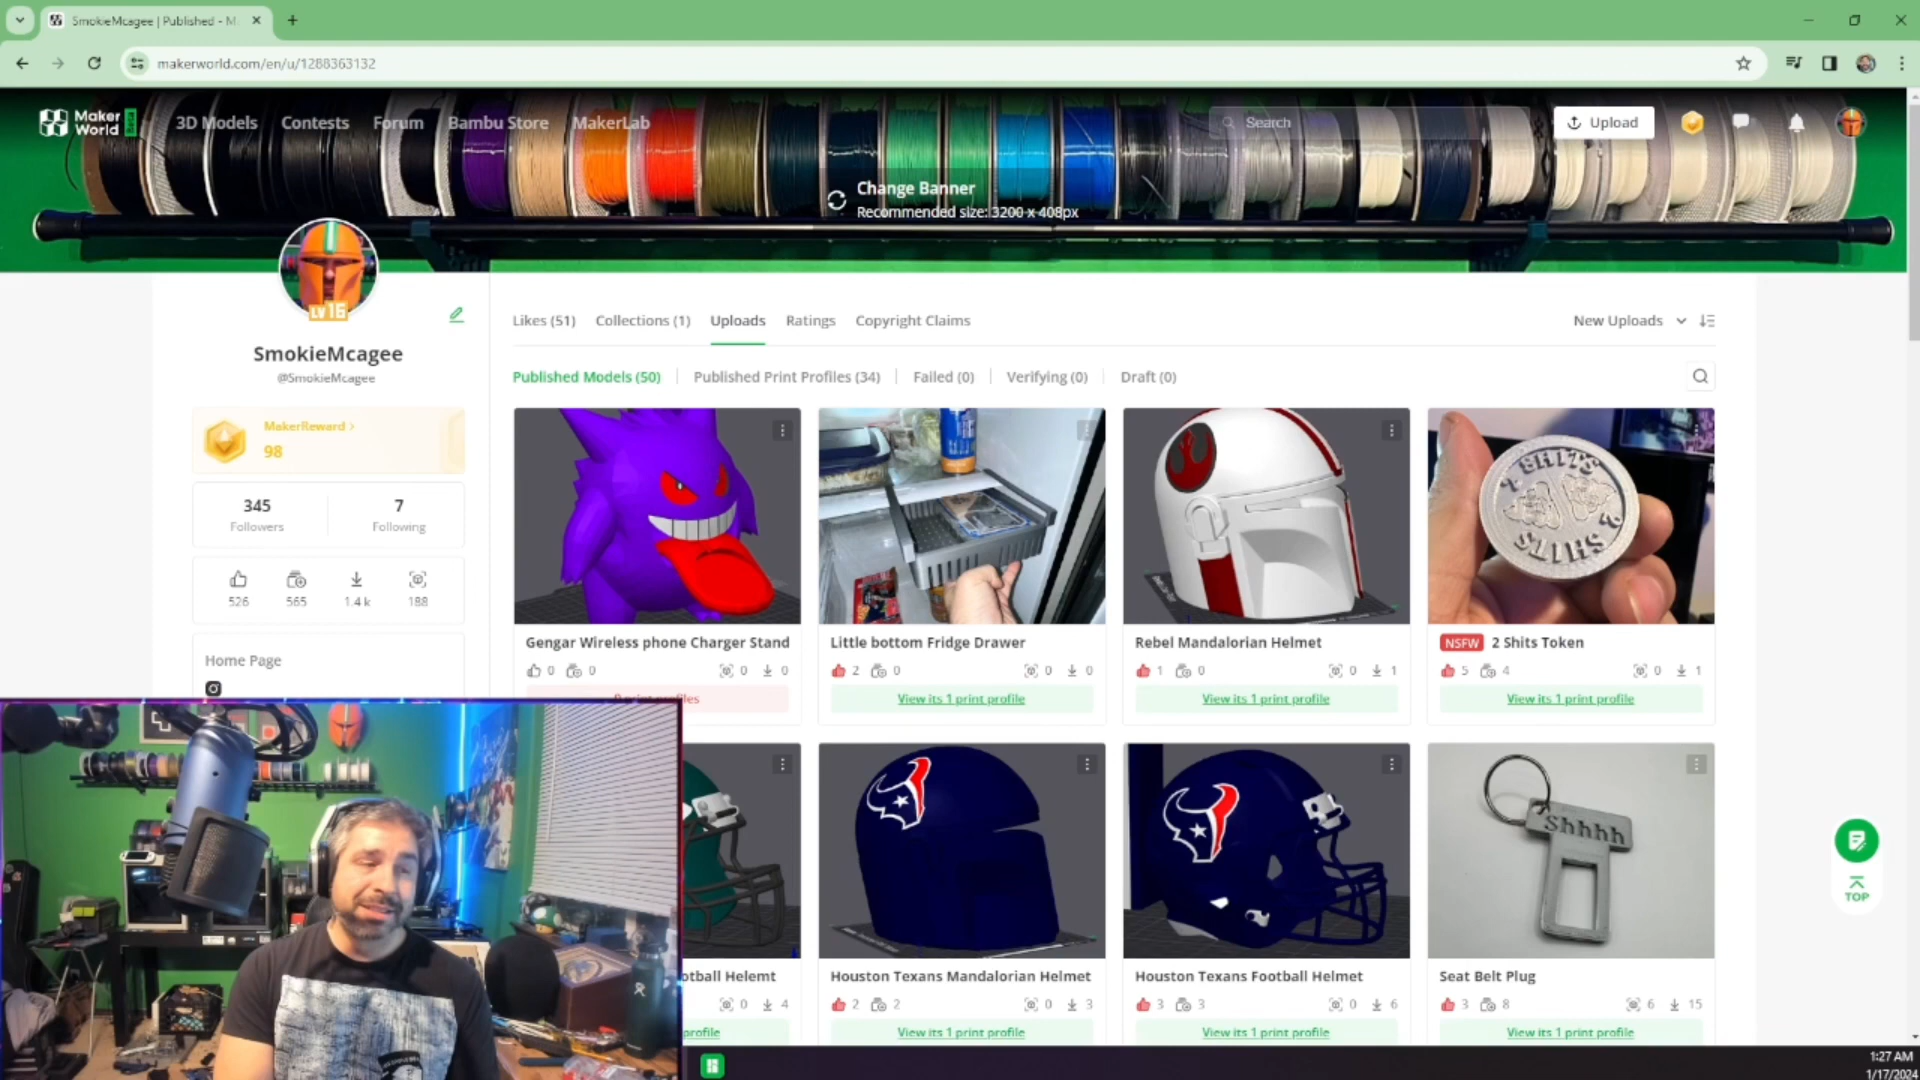 SmokieMcagee | Published - M
makerworld.com/en/u/1288363132
Maker World
3D Models
Contests
Forum
Bambu Store
MakerLab
Search
Upload
Change Banner
Recommended size: 3200 x 408px
LV 16
SmokieMcagee
@SmokieMcagee
MakerReward >
98
345
Followers
7
Following
526
565
1.4 k
188
Home Page
Likes (51)
Collections (1)
Uploads
Ratings
Copyright Claims
New Uploads
Published Models (50)
Published Print Profiles (34)
Failed (0)
Verifying (0)
Draft (0)
2 SHITS
2 SHITS
Gengar Wireless phone Charger Stand
0 0 0 0
Little bottom Fridge Drawer
2 0 0 0
View its 1 print profile
Rebel Mandalorian Helmet
1 0 0 1
View its 1 print profile
NSFW 2 Shits Token
5 4 0 1
View its 1 print profile
Shhhh
otball Helemt
0 4
profile
Houston Texans Mandalorian Helmet
2 2 0 3
View its 1 print profile
Houston Texans Football Helmet
3 3 0 6
View its 1 print profile
Seat Belt Plug
3 8 6 15
View its 1 print profile
TOP
1:27 AM
1/17/2024